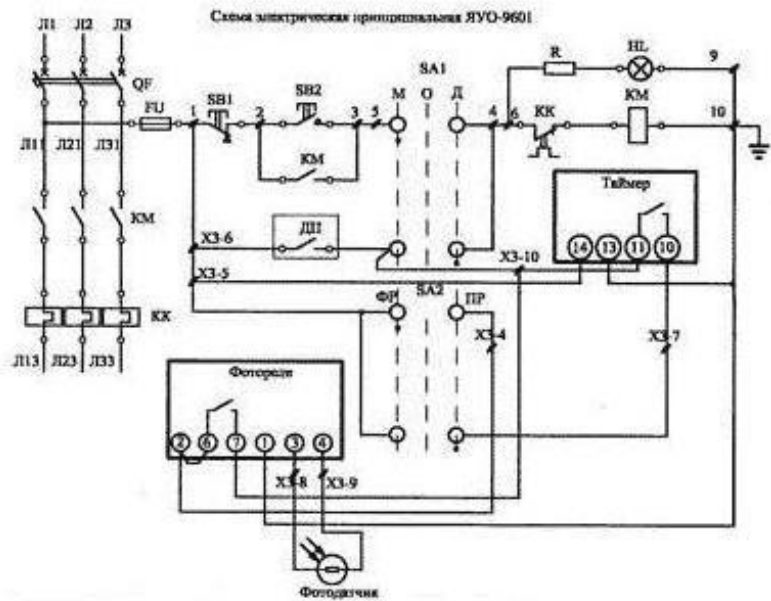 Схема электрическая принципиальная ЯУО-9601
Л1 Л2 Л3
QF
FU
1
SB1
2
SB2
3
5
SA1
М О Д
4
6
R
HL
9
КК
КМ
10
Л11 Л21 Л31
КМ
КМ
Таймер
14 13 11 10
Х3-6
ДП
Х3-10
Х3-5
ФР
SA2
ПР
Х3-4
Х3-7
КК
Л13 Л23 Л33
Фотореле
2 6 7 1 3 4
Х3-8
Х3-9
Фотодатчик